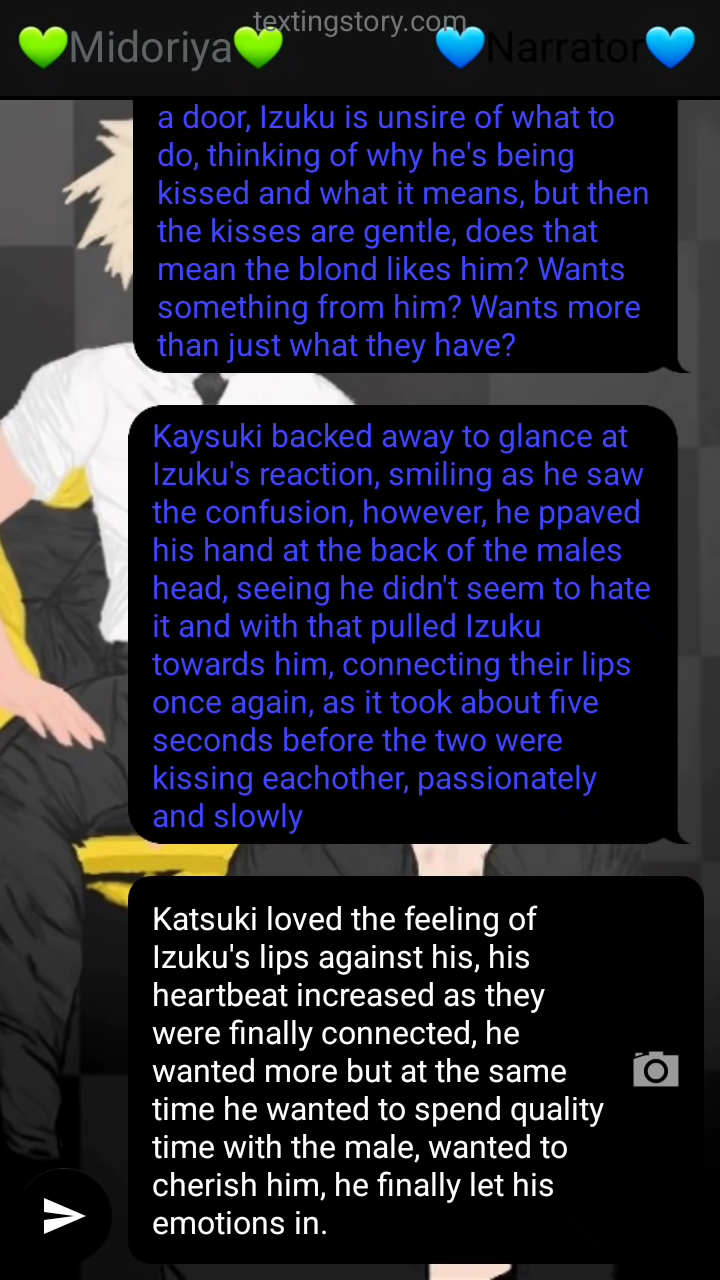 textingstory.com
💚Midoriya💚
💙Narrator💙
a door, Izuku is unsire of what to
do, thinking of why he's being
kissed and what it means, but then
the kisses are gentle, does that
mean the blond likes him? Wants
something from him? Wants more
than just what they have?
Kaysuki backed away to glance at
Izuku's reaction, smiling as he saw
the confusion, however, he ppaved
his hand at the back of the males
head, seeing he didn't seem to hate
it and with that pulled Izuku
towards him, connecting their lips
once again, as it took about five
seconds before the two were
kissing eachother, passionately
and slowly
Katsuki loved the feeling of
Izuku's lips against his, his
heartbeat increased as they
were finally connected, he
wanted more but at the same
time he wanted to spend quality
time with the male, wanted to
cherish him, he finally let his
emotions in.